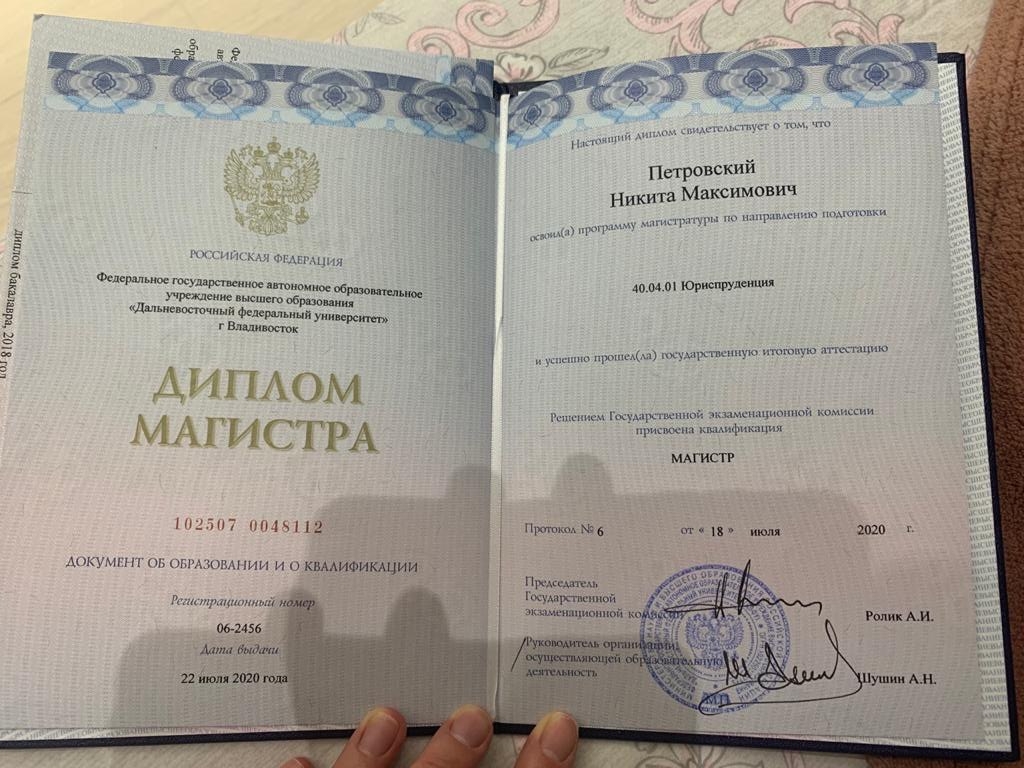 диплом бакалавра, 2018 год
РОССИЙСКАЯ ФЕДЕРАЦИЯ
Федеральное государственное автономное образовательное
учреждение высшего образования
«Дальневосточный федеральный университет»
г Владивосток
ДИПЛОМ
МАГИСТРА
102507 0048112
ДОКУМЕНТ ОБ ОБРАЗОВАНИИ И О КВАЛИФИКАЦИИ
Регистрационный номер
06-2456
Дата выдачи
22 июля 2020 года
Настоящий диплом свидетельствует о том, что
Петровский
Никита Максимович
освоил(а) программу магистратуры по направлению подготовки
40.04.01 Юриспруденция
и успешно прошел(ла) государственную итоговую аттестацию
Решением Государственной экзаменационной комиссии
присвоена квалификация
МАГИСТР
Протокол № 6 от « 18 » июля 2020 г.
Председатель
Государственной
экзаменационной комиссии
Ролик А.И.
Руководитель организации,
осуществляющей образовательную
деятельность
Шушин А.Н.
М.П.